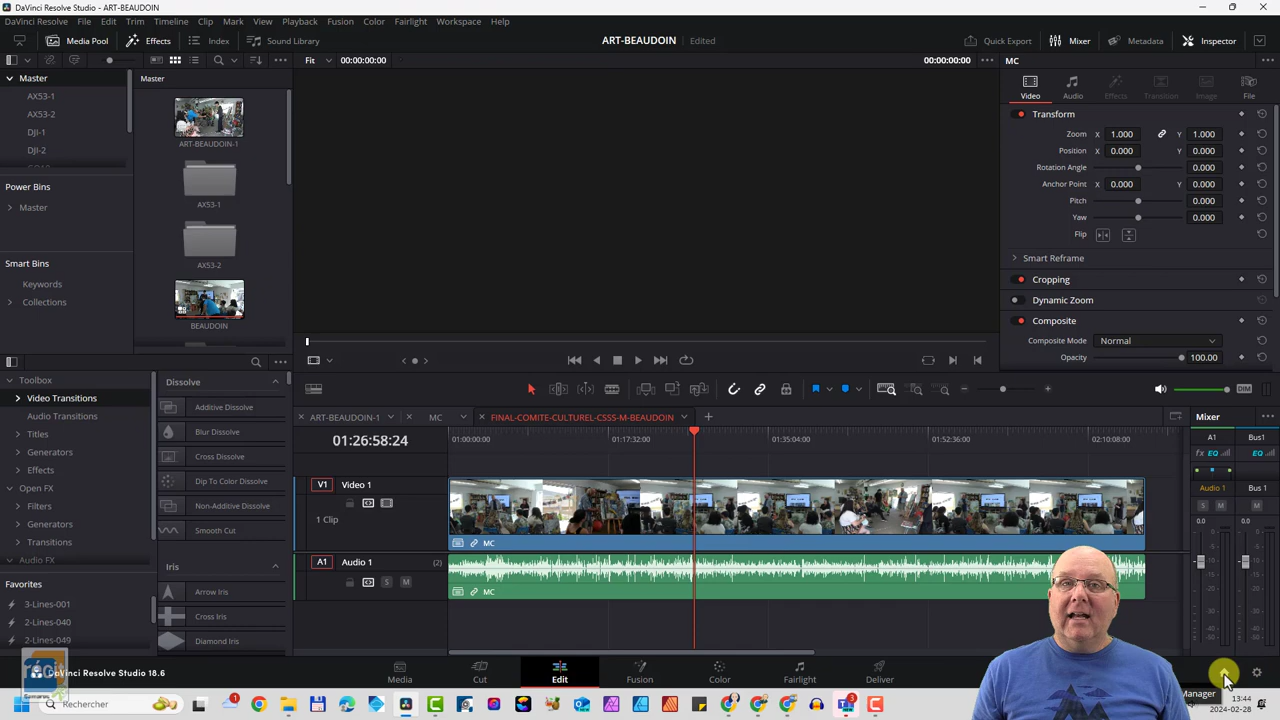 DaVinci Resolve Studio - ART-BEAUDOIN
DaVinci Resolve File Edit Trim Timeline Clip Mark View Playback Fusion Color Fairlight Workspace Help
Media Pool Effects Index Sound Library ART-BEAUDOIN Edited Quick Export Mixer Metadata Inspector
Fit 00:00:00:00 00:00:00:00 MC
Master
AX53-1
AX53-2
DJI-1
DJI-2
Power Bins
Master
Smart Bins
Keywords
Collections
Master
ART-BEAUDOIN-1
AX53-1
AX53-2
BEAUDOIN
Video Audio Effects Transition Image File
Transform
Zoom X 1.000 Y 1.000
Position X 0.000 Y 0.000
Rotation Angle 0.000
Anchor Point X 0.000 Y 0.000
Pitch 0.000
Yaw 0.000
Flip
Smart Reframe
Cropping
Dynamic Zoom
Composite
Composite Mode Normal
Opacity 100.00
DIM
Toolbox
Video Transitions
Audio Transitions
Titles
Generators
Effects
Open FX
Filters
Generators
Transitions
Audio FX
Favorites
3-Lines-001
2-Lines-040
2-Lines-049
Dissolve
Additive Dissolve
Blur Dissolve
Cross Dissolve
Dip To Color Dissolve
Non-Additive Dissolve
Smooth Cut
Iris
Arrow Iris
Cross Iris
Diamond Iris
ART-BEAUDOIN-1 MC FINAL-COMITE-CULTUREL-CSSS-M-BEAUDOIN
01:26:58:24
01:00:00:00 01:17:32:00 01:35:04:00 01:52:36:00 02:10:08:00
V1 Video 1
1 Clip
MC
A1 Audio 1 (2)
S M
MC
Mixer
A1 Bus1
fx EQ EQ
Audio 1 Bus 1
S M M
0.0 0.0
DaVinci Resolve Studio 18.6
Media Cut Edit Fusion Color Fairlight Deliver
Manager
Rechercher
13:44
2024-02-28